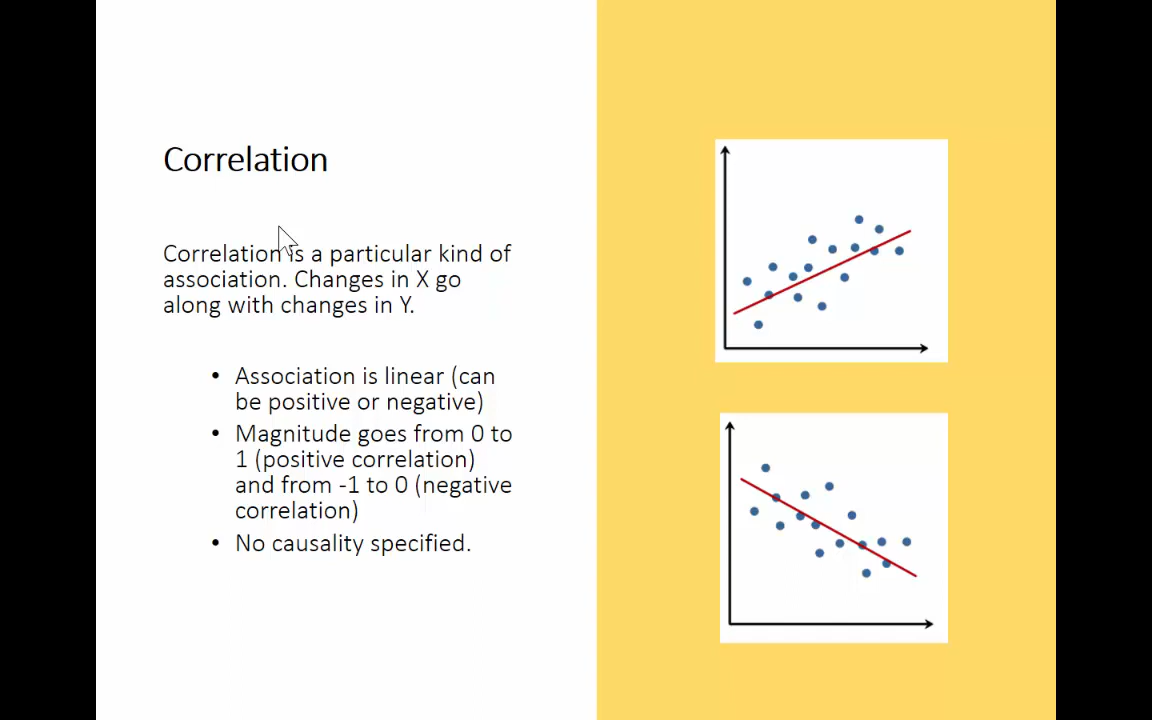 Correlation
Correlation is a particular kind of
association. Changes in X go
along with changes in Y.
• Association is linear (can
be positive or negative)
• Magnitude goes from 0 to
1 (positive correlation)
and from -1 to 0 (negative
correlation)
• No causality specified.